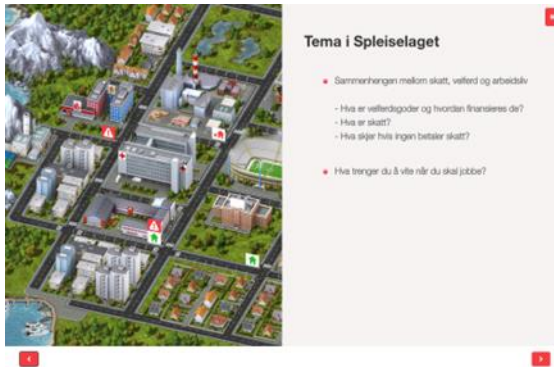 Tema i Spleiselaget
Sammenhengen mellom skatt, velferd og arbeidsliv
- Hva er velferdsgoder og hvordan finansieres de?
- Hva er skatt?
- Hva skjer hvis ingen betaler skatt?
Hva trenger du å vite når du skal jobbe?